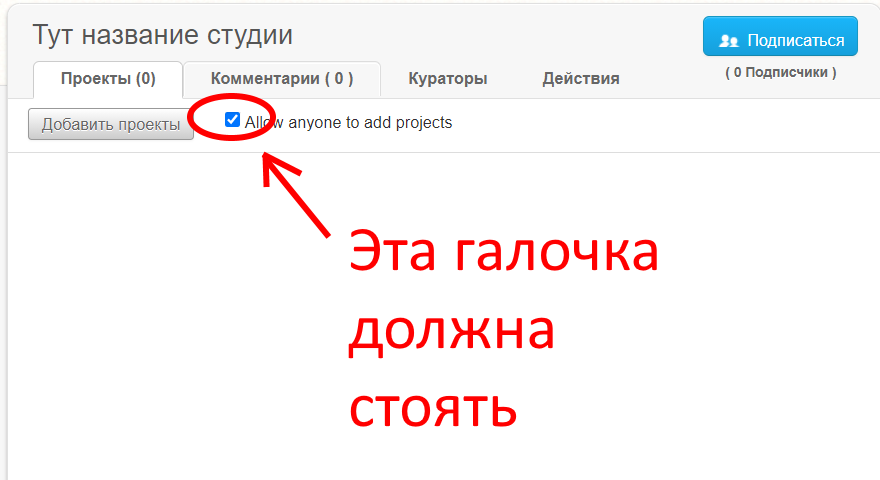 Тут название студии
Подписаться
( 0 Подписчики )
Проекты (0)
Комментарии ( 0 )
Кураторы
Действия
Добавить проекты
Allow anyone to add projects
Эта галочка
должна
стоять